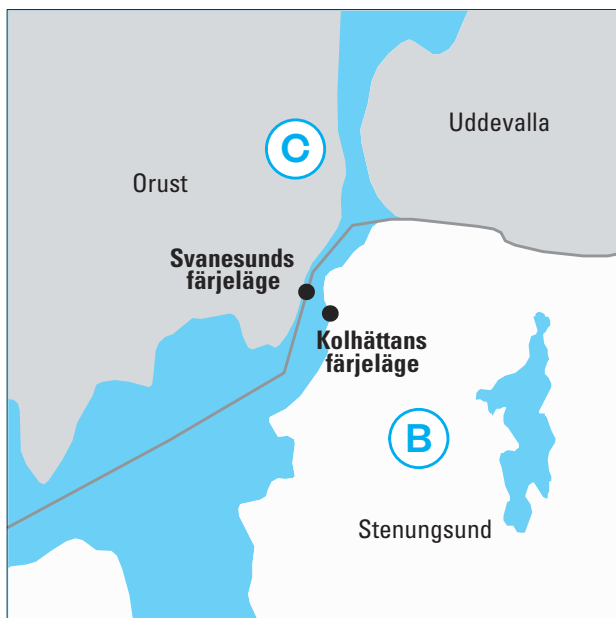 Uddevalla
C
Orust
Svanesunds
färjeläge
Kolhättans
färjeläge
B
Stenungsund